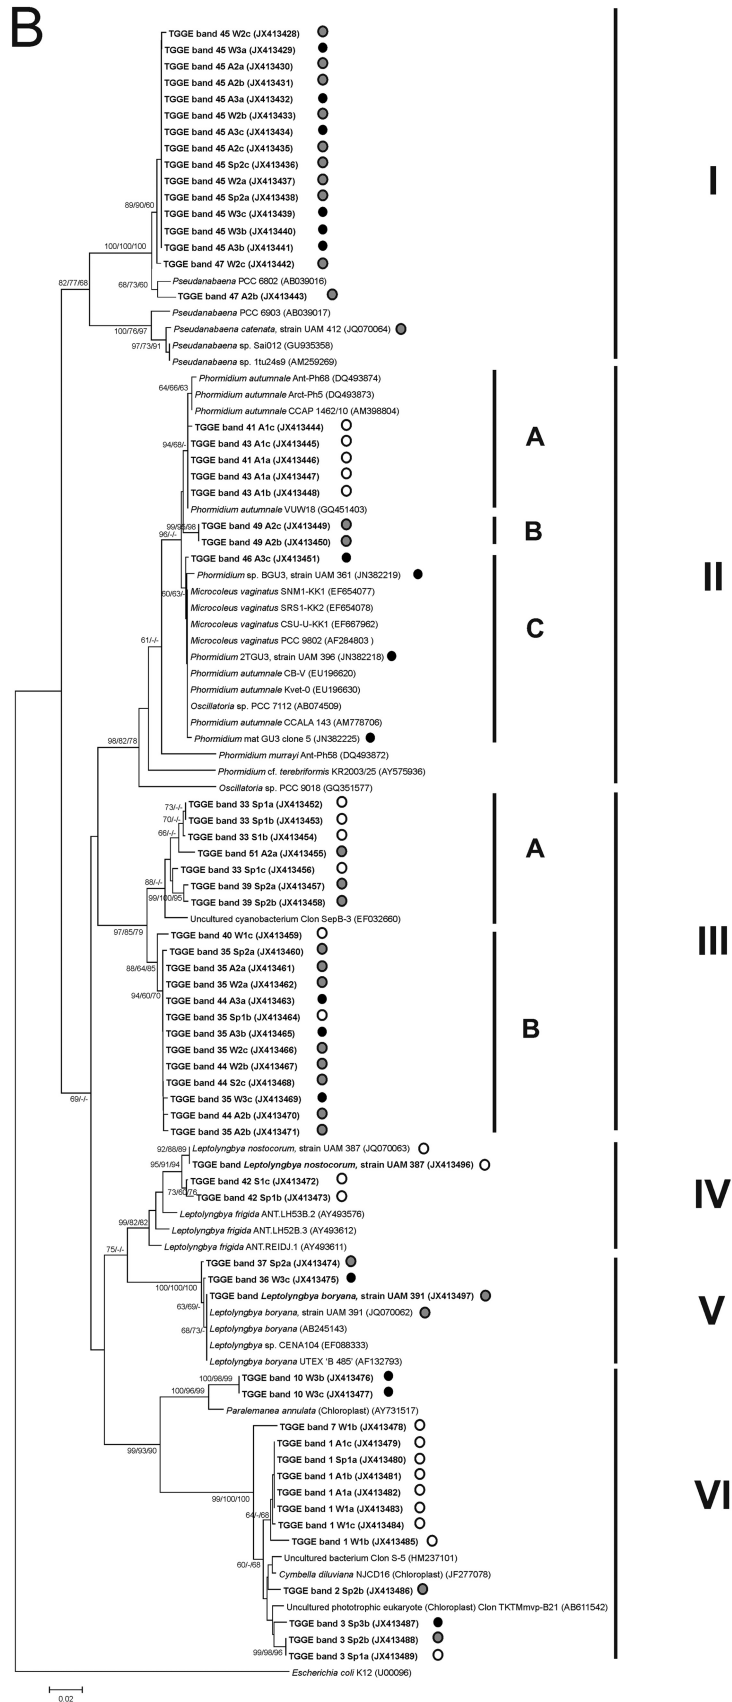 B
TGGE band 45 W2c (JX413428)
TGGE band 45 W3a (JX413429)
TGGE band 45 A2a (JX413430)
TGGE band 45 A2b (JX413431)
TGGE band 45 A3a (JX413432)
TGGE band 45 W2b (JX413433)
TGGE band 45 A3c (JX413434)
TGGE band 45 A2c (JX413435)
TGGE band 45 Sp2c (JX413436)
TGGE band 45 W2a (JX413437)
I
TGGE band 45 Sp2a (JX413438)
89/90/60
TGGE band 45 W3c (JX413439)
TGGE band 45 W3b (JX413440)
100/100/100
TGGE band 45 A3b (JX413441)
TGGE band 47 W2c (JX413442)
82/77/68
68/73/60
Pseudanabaena PCC 6802 (AB039016)
TGGE band 47 A2b (JX413443)
Pseudanabaena PCC 6903 (AB039017)
100/76/97
Pseudanabaena catenata, strain UAM 412 (JQ070064)
97/73/91
Pseudanabaena sp. Sai012 (GU935358)
Pseudanabaena sp. 1tu24s9 (AM259269)
Phormidium autumnale Ant-Ph68 (DQ493874)
64/66/63
Phormidium autumnale Arct-Ph5 (DQ493873)
Phormidium autumnale CCAP 1462/10 (AM398804)
TGGE band 41 A1c (JX413444)
A
94/68/-
TGGE band 43 A1c (JX413445)
TGGE band 41 A1a (JX413446)
TGGE band 43 A1a (JX413447)
TGGE band 43 A1b (JX413448)
Phormidium autumnale VUW18 (GQ451403)
99/95/98
TGGE band 49 A2c (JX413449)
B
96/-/-
TGGE band 49 A2b (JX413450)
TGGE band 46 A3c (JX413451)
Phormidium sp. BGU3, strain UAM 361 (JN382219)
II
60/63/-
Microcoleus vaginatus SNM1-KK1 (EF654077)
Microcoleus vaginatus SRS1-KK2 (EF654078)
Microcoleus vaginatus CSU-U-KK1 (EF667962)
C
61/-/-
Microcoleus vaginatus PCC 9802 (AF284803 )
Phormidium 2TGU3, strain UAM 396 (JN382218)
Phormidium autumnale CB-V (EU196620)
Phormidium autumnale Kvet-0 (EU196630)
Oscillatoria sp. PCC 7112 (AB074509)
Phormidium autumnale CCALA 143 (AM778706)
98/82/78
Phormidium mat GU3 clone 5 (JN382225)
Phormidium murrayi Ant-Ph58 (DQ493872)
Phormidium cf. terebriformis KR2003/25 (AY575936)
Oscillatoria sp. PCC 9018 (GQ351577)
73/-/-
TGGE band 33 Sp1a (JX413452)
70/-/-
TGGE band 33 Sp1b (JX413453)
66/-/-
TGGE band 33 S1b (JX413454)
TGGE band 51 A2a (JX413455)
A
TGGE band 33 Sp1c (JX413456)
88/-/-
TGGE band 39 Sp2a (JX413457)
99/100/95
TGGE band 39 Sp2b (JX413458)
Uncultured cyanobacterium Clon SepB-3 (EF032660)
97/85/79
TGGE band 40 W1c (JX413459)
III
TGGE band 35 Sp2a (JX413460)
88/64/85
TGGE band 35 A2a (JX413461)
TGGE band 35 W2a (JX413462)
94/60/70
TGGE band 44 A3a (JX413463)
TGGE band 35 Sp1b (JX413464)
B
TGGE band 35 A3b (JX413465)
TGGE band 35 W2c (JX413466)
TGGE band 44 W2b (JX413467)
TGGE band 44 S2c (JX413468)
69/-/-
TGGE band 35 W3c (JX413469)
TGGE band 44 A2b (JX413470)
TGGE band 35 A2b (JX413471)
92/88/89
Leptolyngbya nostocorum, strain UAM 387 (JQ070063)
95/91/94
TGGE band Leptolyngbya nostocorum, strain UAM 387 (JX413496)
TGGE band 42 S1c (JX413472)
IV
73/60/76
TGGE band 42 Sp1b (JX413473)
Leptolyngbya frigida ANT.LH53B.2 (AY493576)
99/82/82
Leptolyngbya frigida ANT.LH52B.3 (AY493612)
75/-/-
Leptolyngbya frigida ANT.REIDJ.1 (AY493611)
TGGE band 37 Sp2a (JX413474)
TGGE band 36 W3c (JX413475)
100/100/100
TGGE band Leptolyngbya boryana, strain UAM 391 (JX413497)
63/69/-
Leptolyngbya boryana, strain UAM 391 (JQ070062)
V
68/73/-
Leptolyngbya boryana (AB245143)
Leptolyngbya sp. CENA104 (EF088333)
Leptolyngbya boryana UTEX 'B 485' (AF132793)
100/98/99
TGGE band 10 W3b (JX413476)
100/96/99
TGGE band 10 W3c (JX413477)
Paralemanea annulata (Chloroplast) (AY731517)
TGGE band 7 W1b (JX413478)
99/93/90
TGGE band 1 A1c (JX413479)
TGGE band 1 Sp1a (JX413480)
TGGE band 1 A1b (JX413481)
TGGE band 1 A1a (JX413482)
VI
99/100/100
TGGE band 1 W1a (JX413483)
64/-/68
TGGE band 1 W1c (JX413484)
TGGE band 1 W1b (JX413485)
60/-/68
Uncultured bacterium Clon S-5 (HM237101)
Cymbella diluviana NJCD16 (Chloroplast) (JF277078)
TGGE band 2 Sp2b (JX413486)
Uncultured phototrophic eukaryote (Chloroplast) Clon TKTMmvp-B21 (AB611542)
TGGE band 3 Sp3b (JX413487)
TGGE band 3 Sp2b (JX413488)
99/98/96
TGGE band 3 Sp1a (JX413489)
Escherichia coli K12 (U00096)
0.02